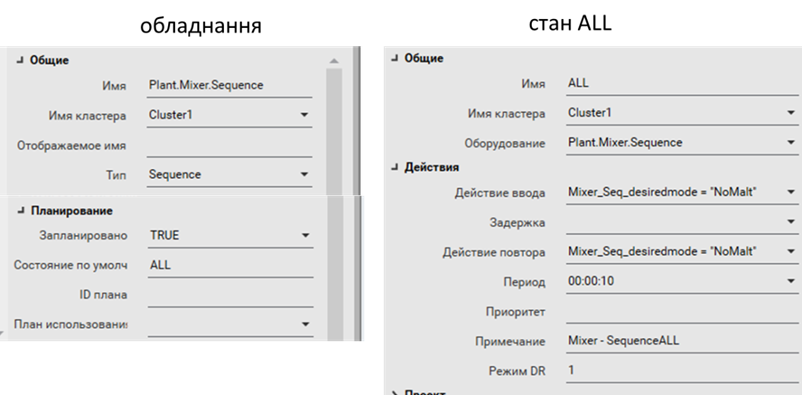 обладнання
Общие
Имя Plant.Mixer.Sequence
Имя кластера Cluster1
Отображаемое имя
Тип Sequence
Планирование
Запланировано TRUE
Состояние по умолч ALL
ID плана
План использовани
стан ALL
Общие
Имя ALL
Имя кластера Cluster1
Оборудование Plant.Mixer.Sequence
Действия
Действие ввода Mixer_Seq_desiredmode = "NoMalt"
Задержка
Действие повтора Mixer_Seq_desiredmode = "NoMalt"
Период 00:00:10
Приоритет
Примечание Mixer - SequenceALL
Режим DR 1
Проект